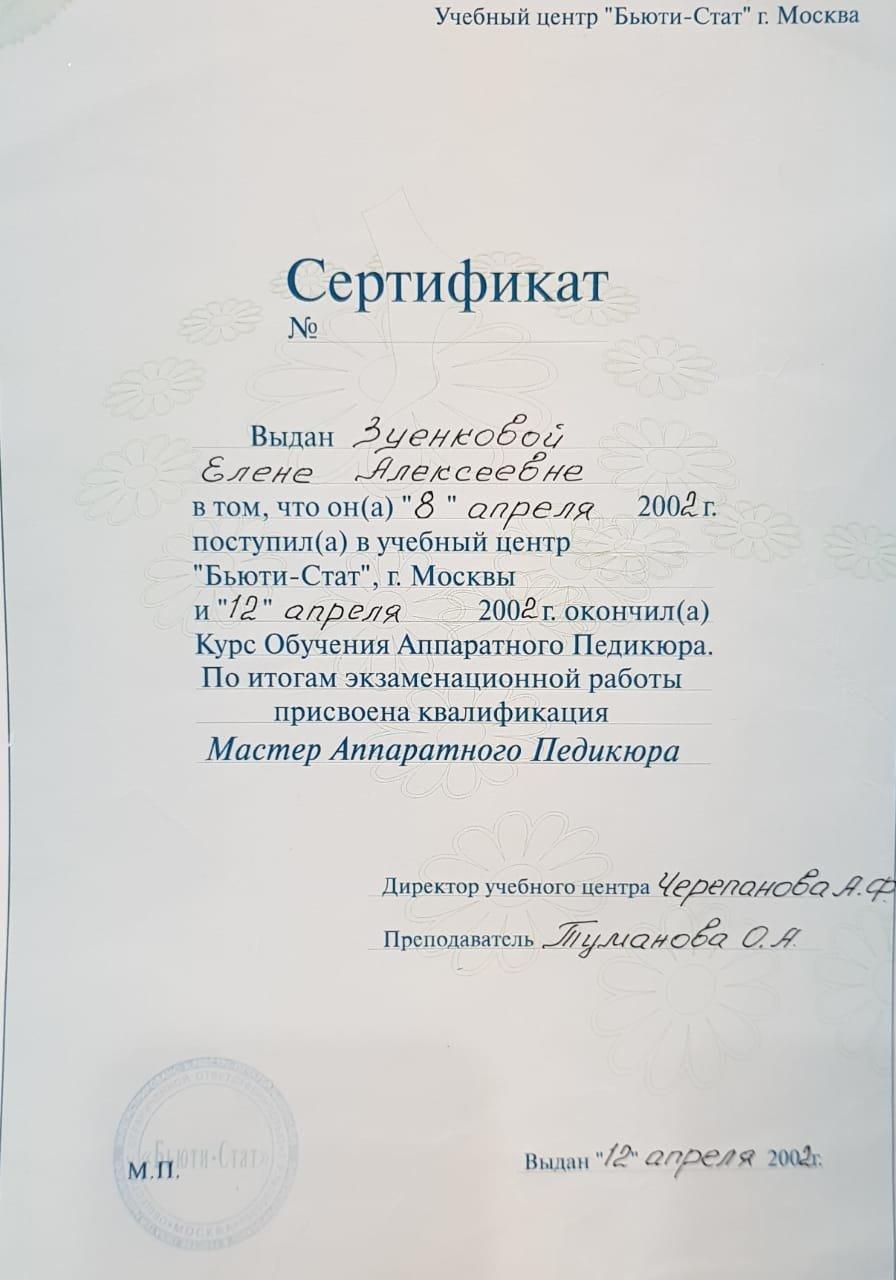 Учебный центр "Бьюти-Стат" г. Москва
Сертификат
№
Выдан Зуенковой
Елене Алексеевне
в том, что он(а) "8" апреля 2002 г.
поступил(а) в учебный центр
"Бьюти-Стат", г. Москвы
и "12" апреля 2002 г. окончил(а)
Курс Обучения Аппаратного Педикюра.
По итогам экзаменационной работы
присвоена квалификация
Мастер Аппаратного Педикюра
Директор учебного центра Черепанова А.Ф.
Преподаватель Туманова О.А.
«Бьюти-Стат»
МОСКВА
М.П.
Выдан "12" апреля 2002г.